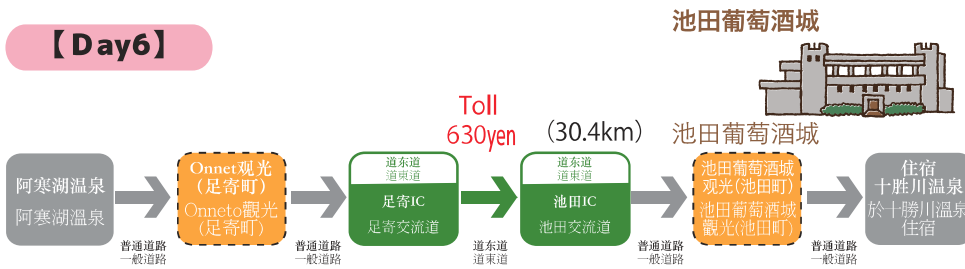 【Day6】
池田葡萄酒城
Toll
630yen
（30.4km）
池田葡萄酒城
阿寒湖溫泉
阿寒湖溫泉
Onnet观光
（足寄町）
Onneto觀光
（足寄町）
道东道
道東道
足寄IC
足寄交流道
道东道
道東道
池田IC
池田交流道
池田葡萄酒城
观光(池田町)
池田葡萄酒城
觀光(池田町)
住宿
十胜川温泉
於十勝川温泉
住宿
普通道路
一般道路
普通道路
一般道路
道东道
道東道
普通道路
一般道路
普通道路
一般道路